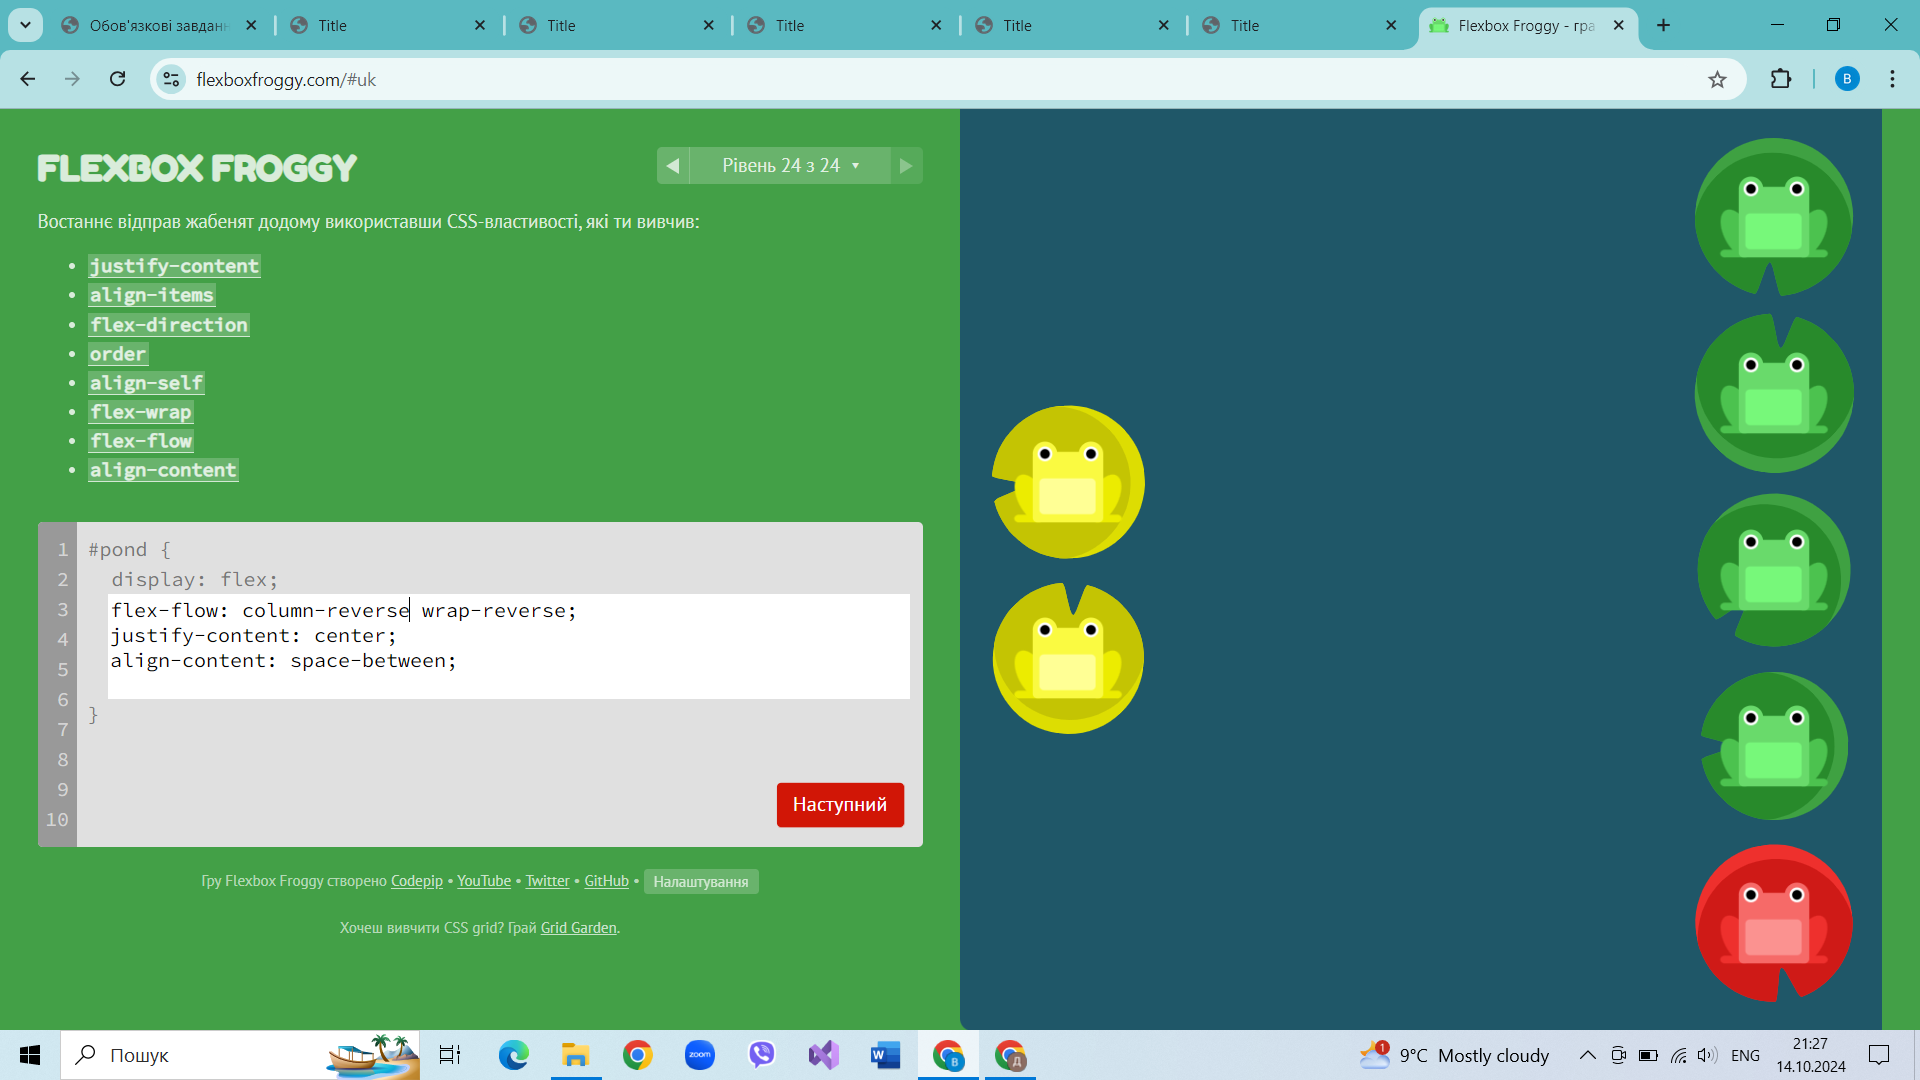 Обов'язкові завданн
Title
Title
Title
Title
Title
Flexbox Froggy - гра
flexboxfroggy.com/#uk
B
FLEXBOX FROGGY
Рівень 24 з 24
Востаннє відправ жабенят додому використавши CSS-властивості, які ти вивчив:
justify-content
align-items
flex-direction
order
align-self
flex-wrap
flex-flow
align-content
1 #pond {
2 display: flex;
3 flex-flow: column-reverse wrap-reverse;
4 justify-content: center;
5 align-content: space-between;
6
7 }
8
9
10
Наступний
Гру Flexbox Froggy створено Codepip • YouTube • Twitter • GitHub • Налаштування
Хочеш вивчити CSS grid? Грай Grid Garden.
Пошук
zoom
W
B
Д
1
9°C Mostly cloudy
ENG
21:27
14.10.2024